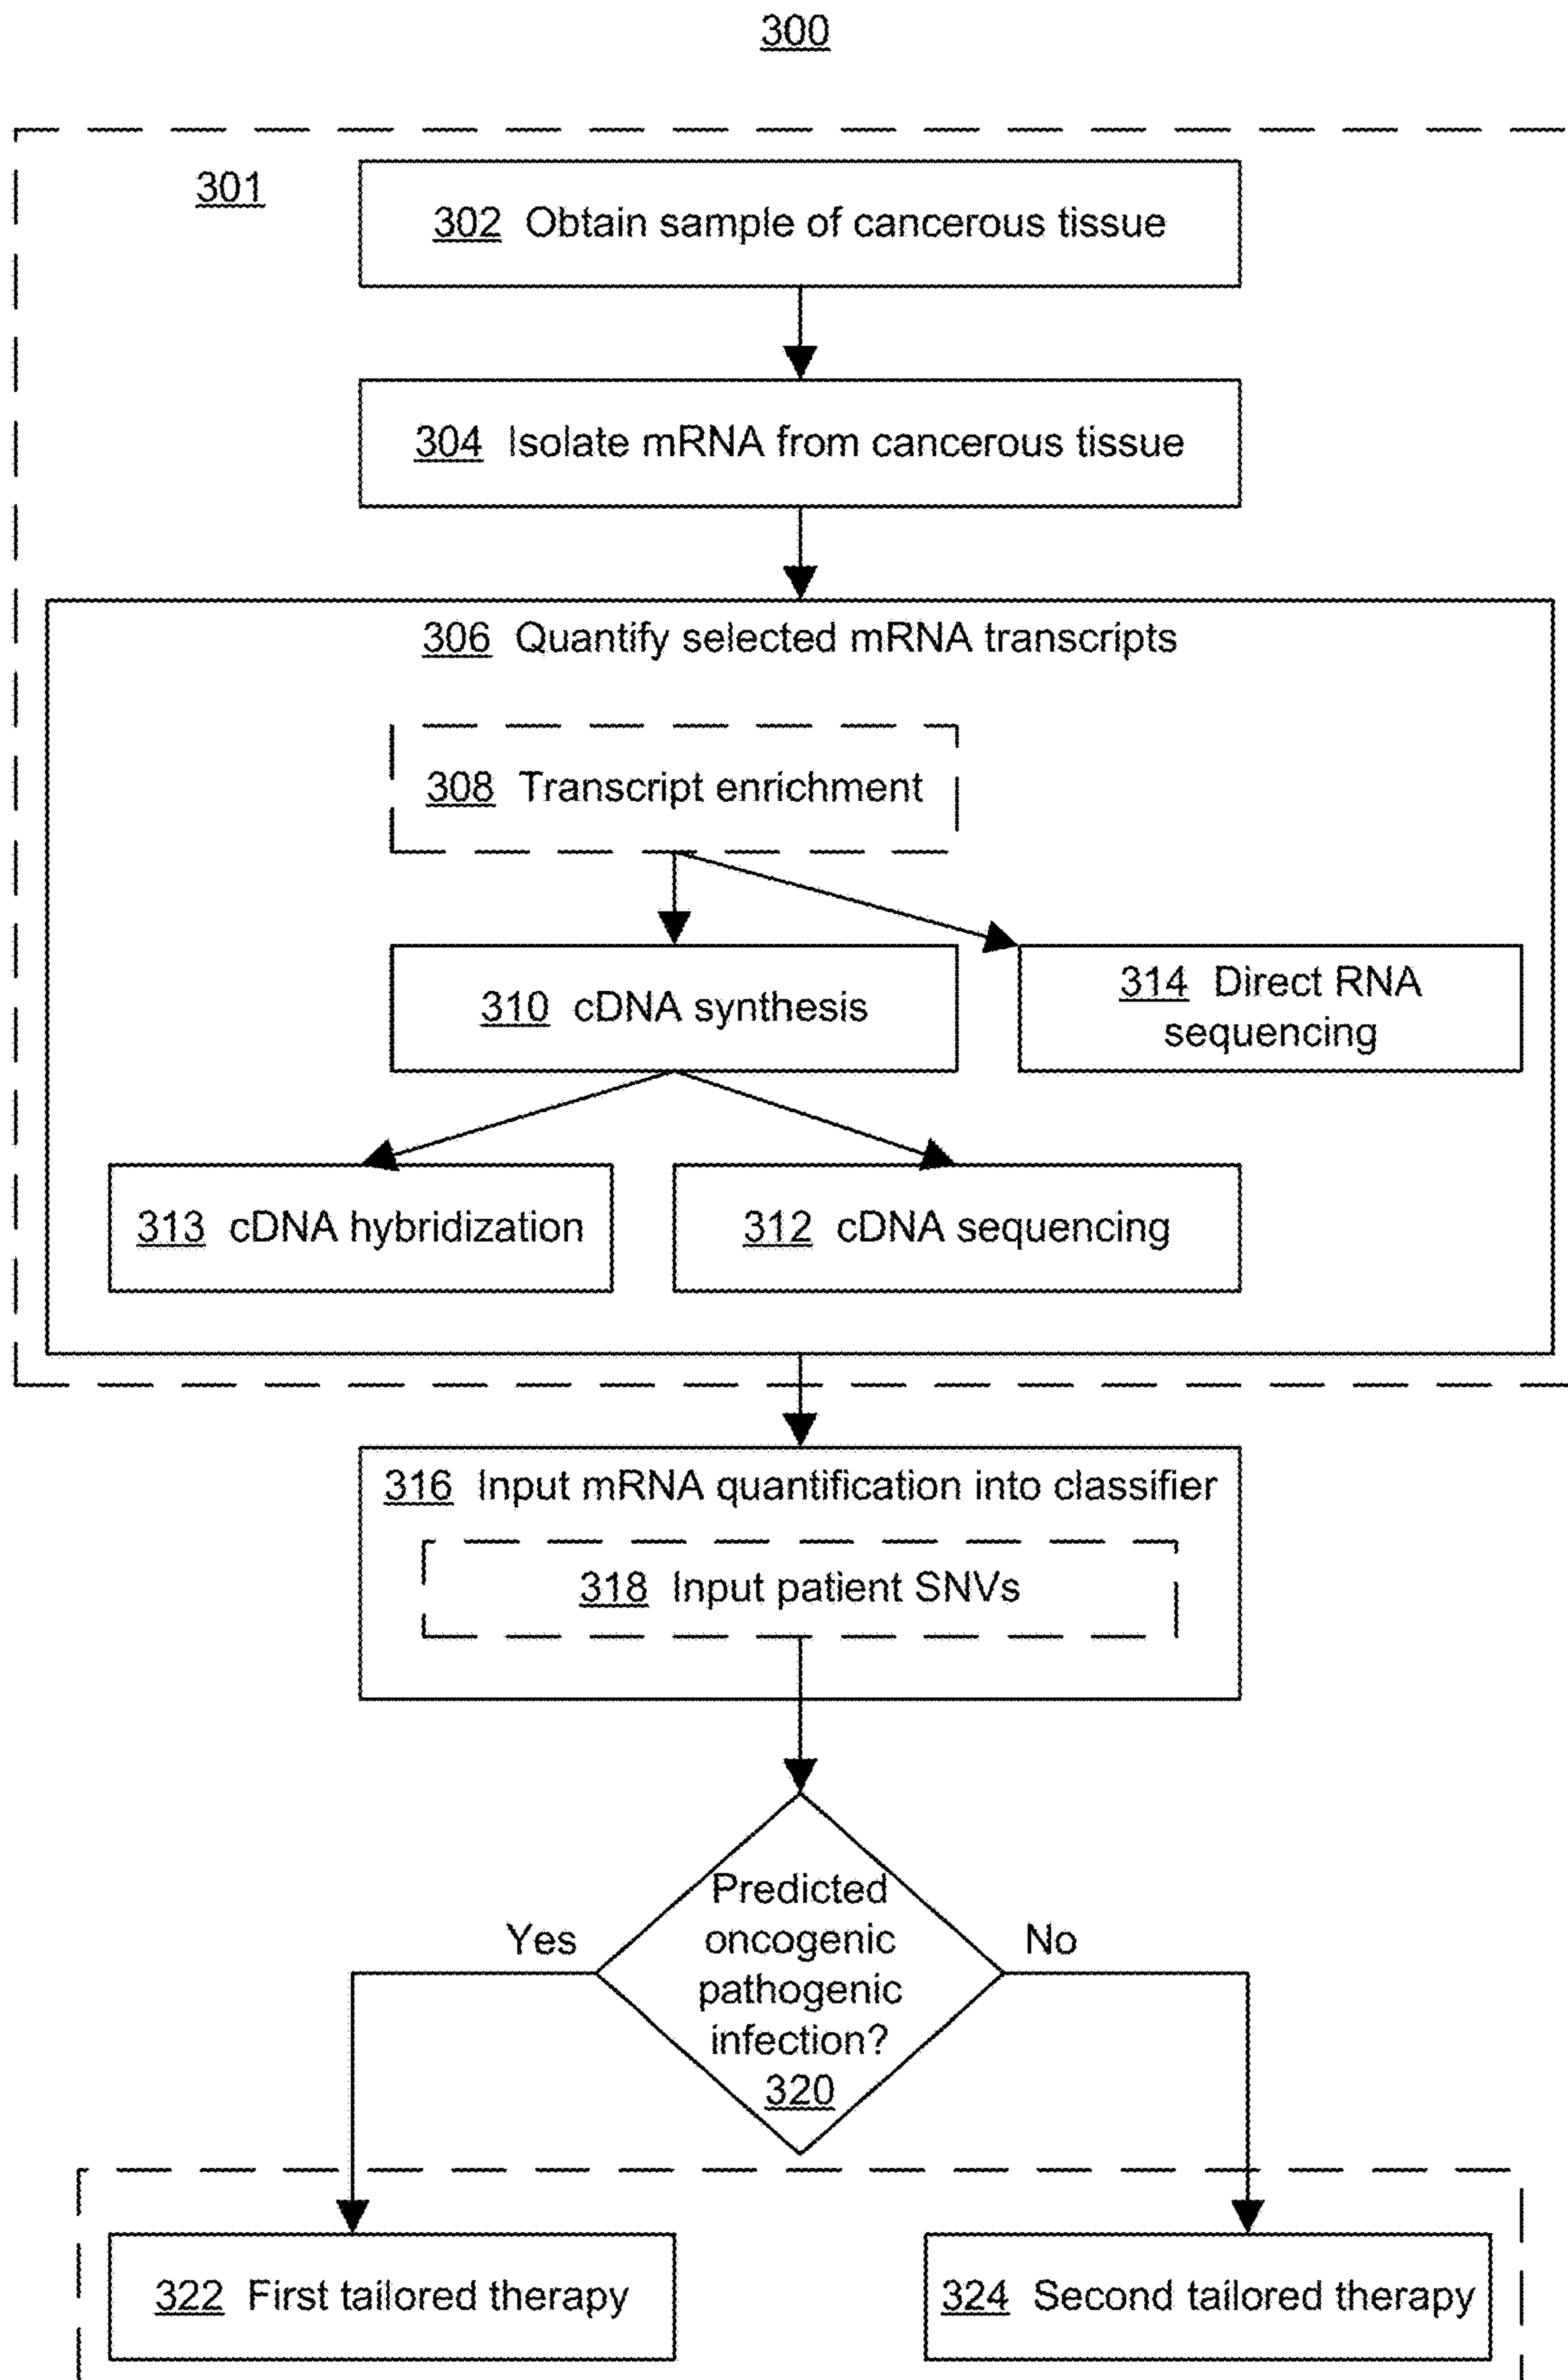 300
301
302 Obtain sample of cancerous tissue
304 Isolate mRNA from cancerous tissue
306 Quantify selected mRNA transcripts
308 Transcript enrichment
310 cDNA synthesis
314 Direct RNA
sequencing
313 cDNA hybridization
312 cDNA sequencing
316 Input mRNA quantification into classifier
318 Input patient SNVs
Predicted
oncogenic
pathogenic
infection?
320
Yes
No
322 First tailored therapy
324 Second tailored therapy